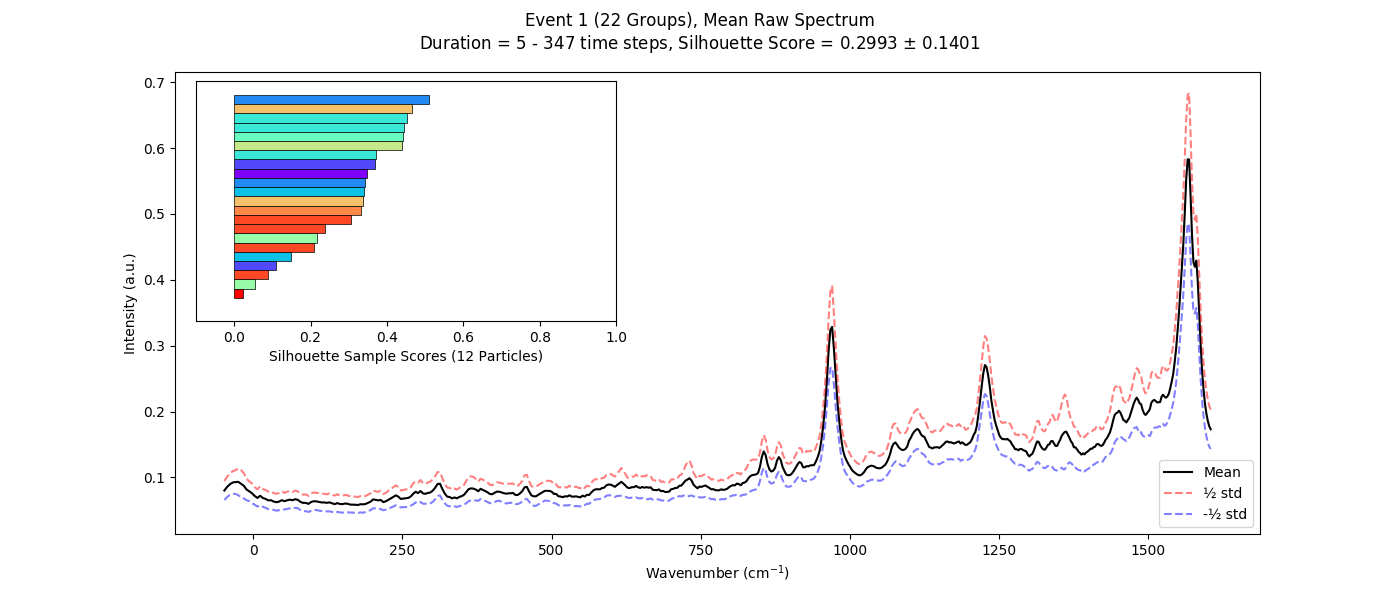 Event 1 (22 Groups), Mean Raw Spectrum
Duration = 5 - 347 time steps, Silhouette Score = 0.2993 ± 0.1401
0.7
0.6
0.5
0.4
0.3
0.2
0.1
Intensity (a.u.)
0.0 0.2 0.4 0.6 0.8 1.0
Silhouette Sample Scores (12 Particles)
Mean
½ std
-½ std
0 250 500 750 1000 1250 1500
Wavenumber (cm⁻¹)